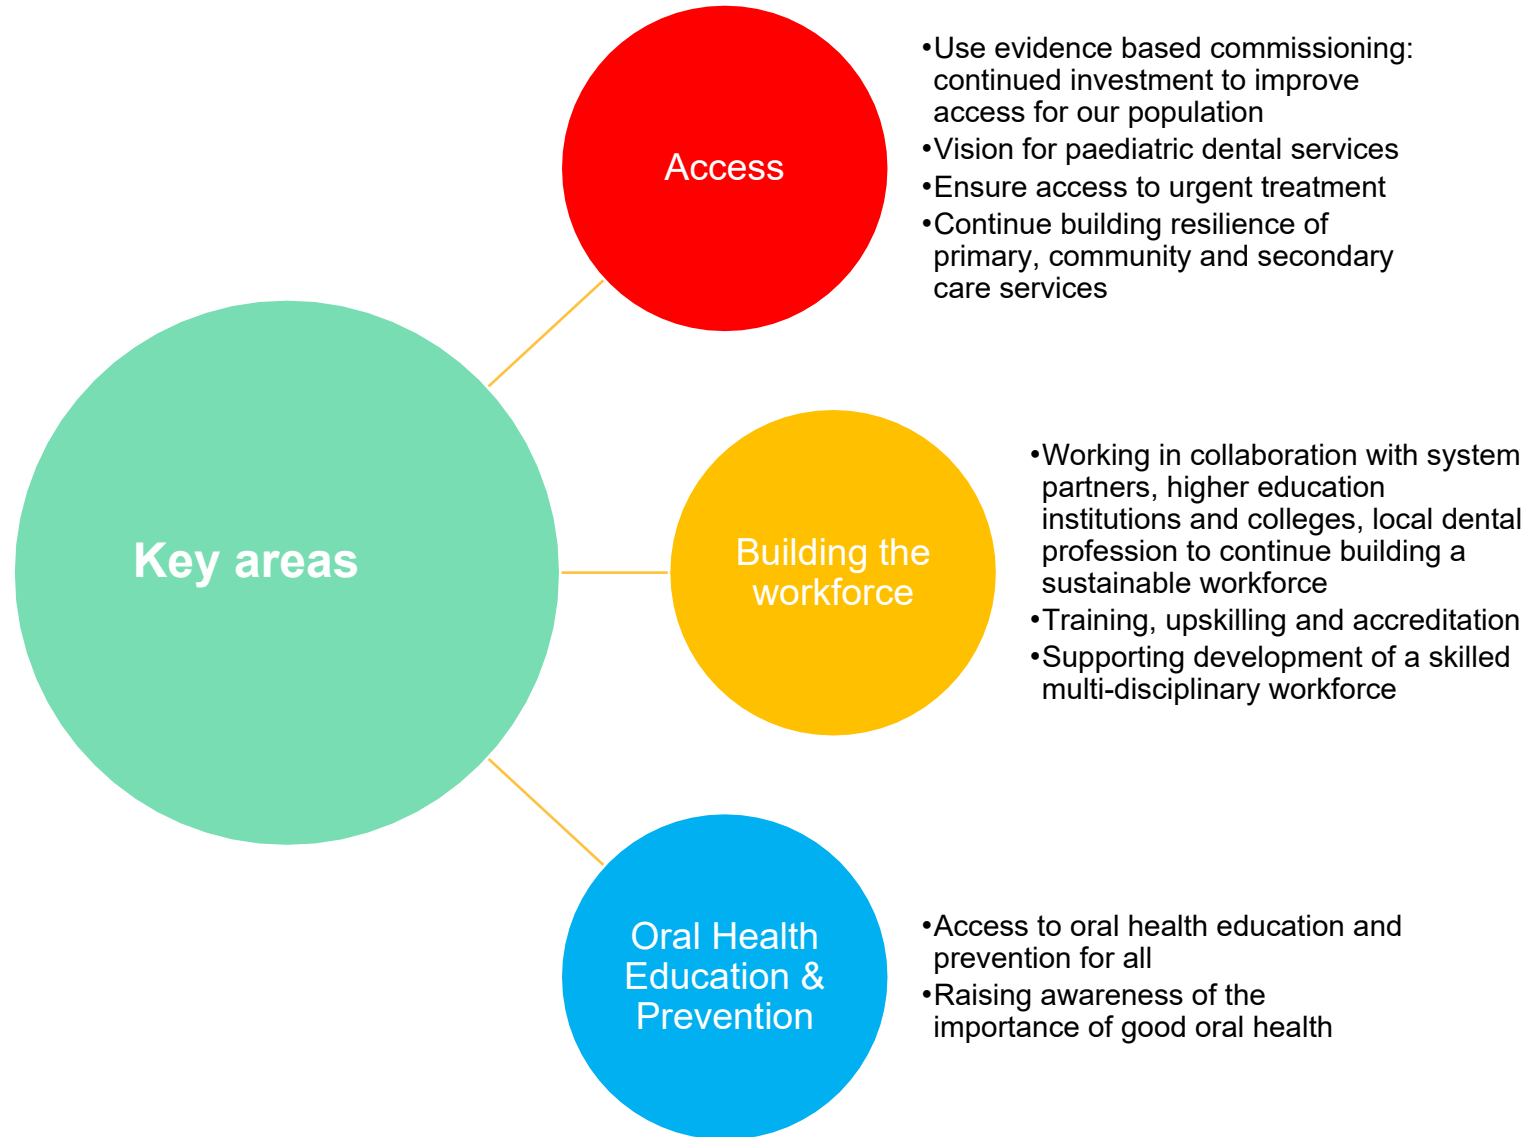 Key areas
Access
•Use evidence based commissioning:
continued investment to improve
access for our population
•Vision for paediatric dental services
•Ensure access to urgent treatment
•Continue building resilience of
primary, community and secondary
care services
Building the
workforce
•Working in collaboration with system
partners, higher education
institutions and colleges, local dental
profession to continue building a
sustainable workforce
•Training, upskilling and accreditation
•Supporting development of a skilled
multi-disciplinary workforce
Oral Health
Education &
Prevention
•Access to oral health education and
prevention for all
•Raising awareness of the
importance of good oral health